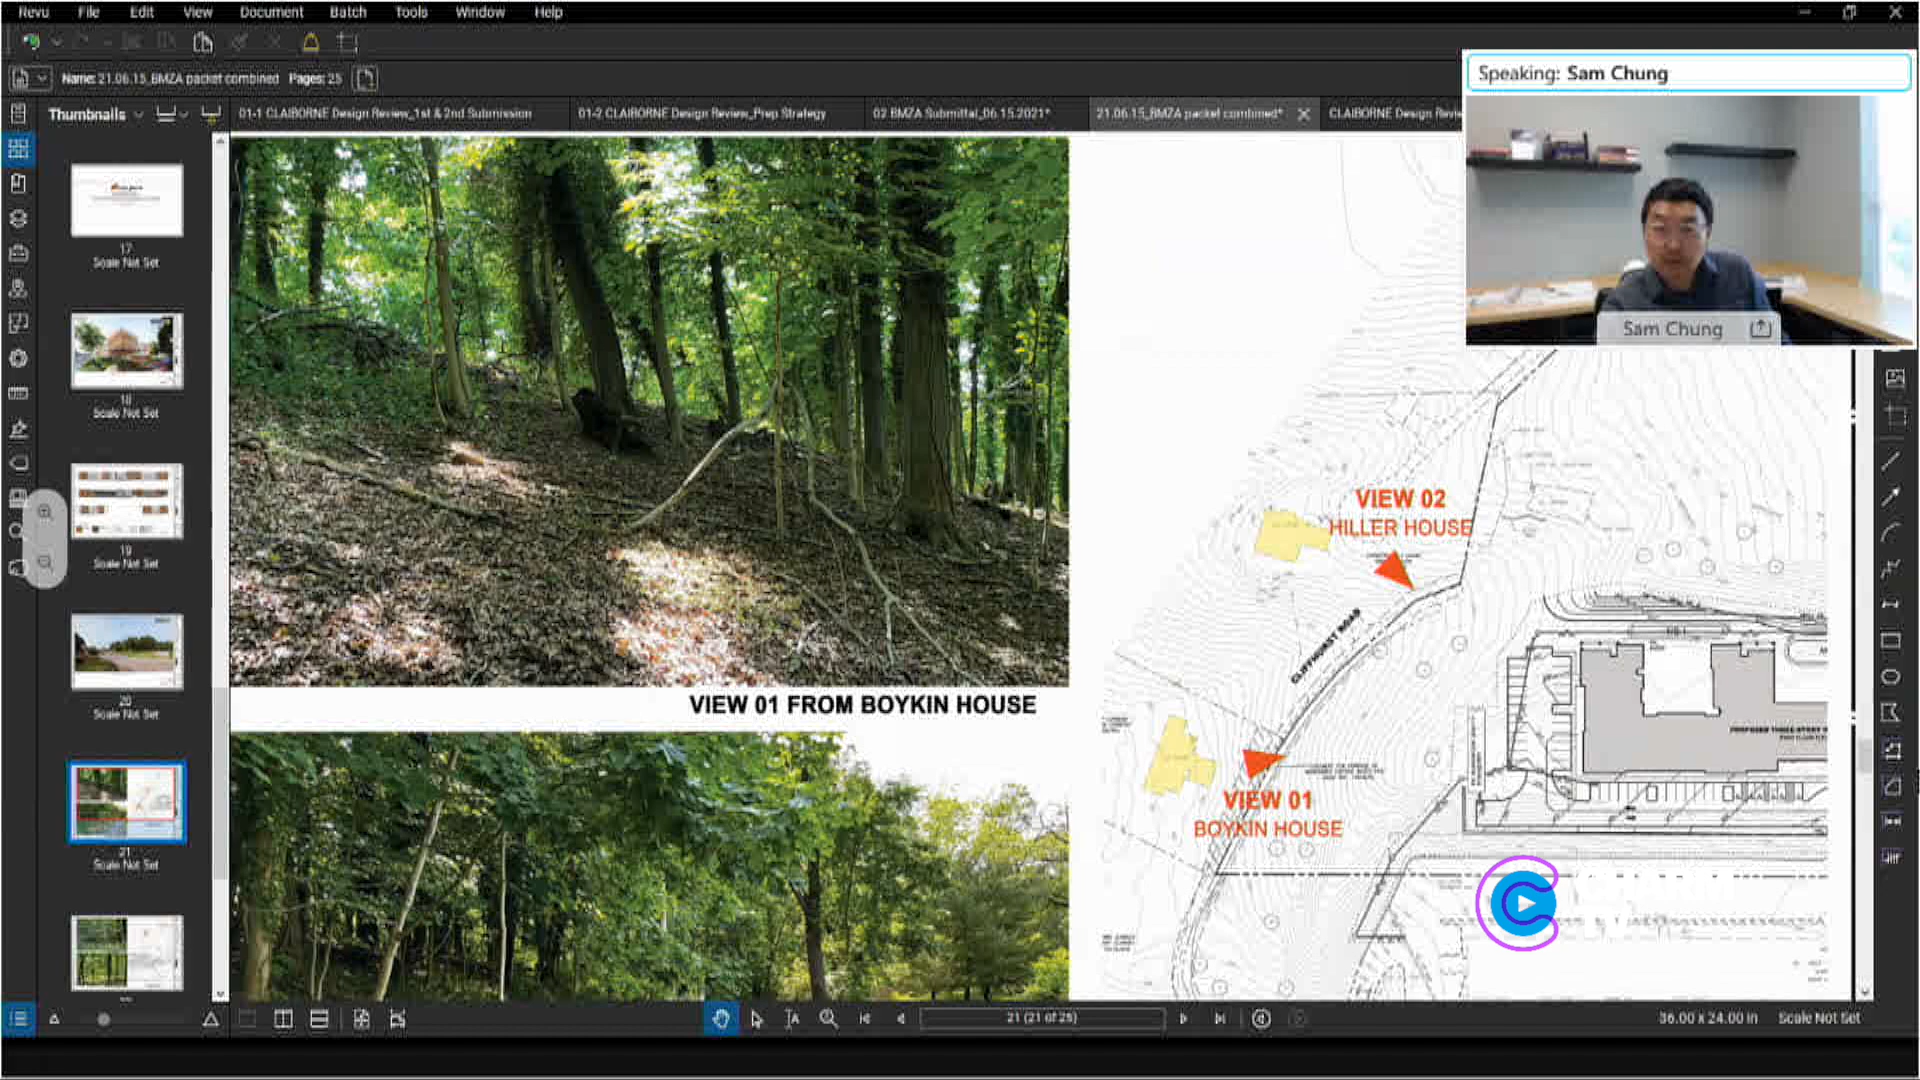 Revu File Edit View Document Batch Tools Window Help
Name: 21.06.15_BMZA packet combined Pages: 25
Speaking: Sam Chung
Thumbnails
01-1 CLAIBORNE Design Review_1st & 2nd Submission
01-2 CLAIBORNE Design Review_Prep Strategy
02 BMZA Submittal_06.15.2021*
21.06.15_BMZA packet combined*
CLAIBORNE Design Revie
Sam Chung
17
Scale Not Set
18
Scale Not Set
19
Scale Not Set
20
Scale Not Set
21
Scale Not Set
VIEW 01 FROM BOYKIN HOUSE
VIEW 02
HILLER HOUSE
CLIFFHURST ROAD
VIEW 01
BOYKIN HOUSE
21 (21 of 25)
36.00 x 24.00 in
Scale Not Set